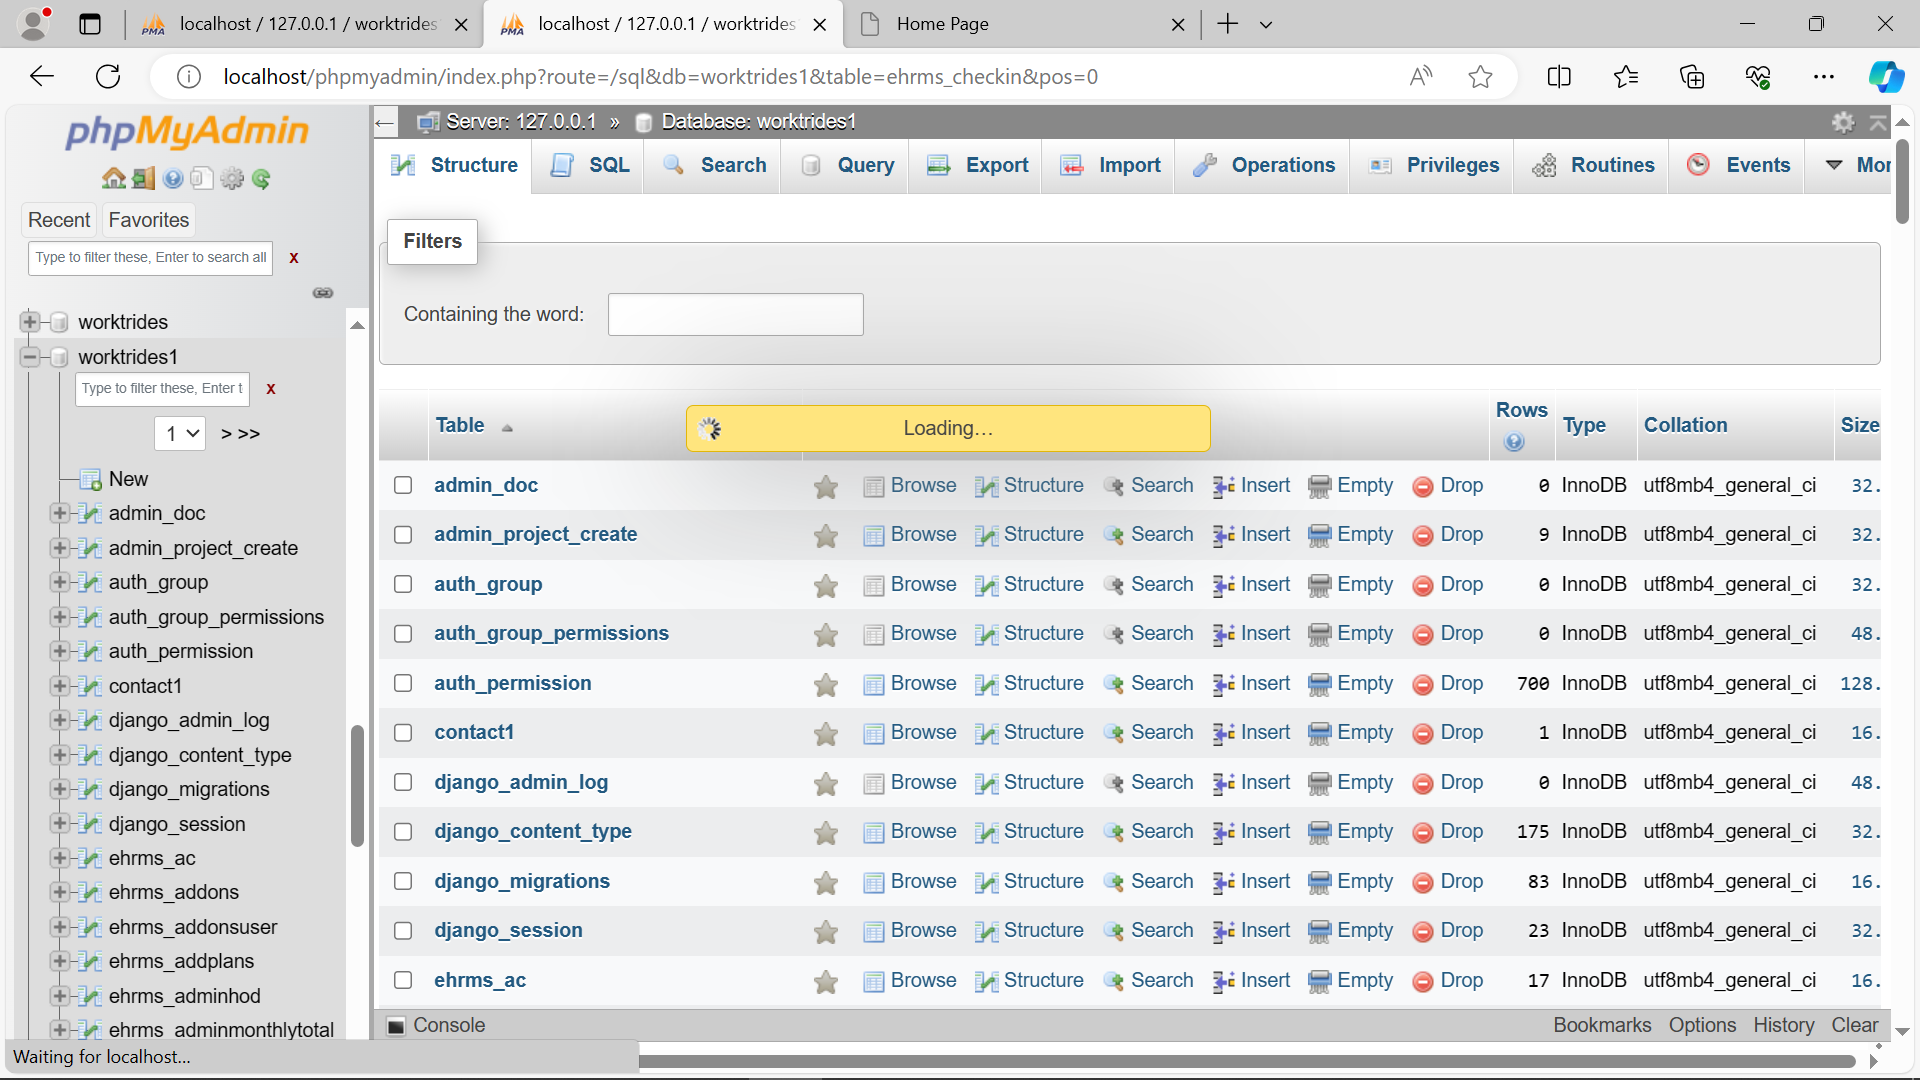 localhost / 127.0.0.1 / worktrides
localhost / 127.0.0.1 / worktrides
Home Page
localhost/phpmyadmin/index.php?route=/sql&db=worktrides1&table=ehrms_checkin&pos=0
phpMyAdmin
Recent Favorites
Type to filter these, Enter to search all X
worktrides
worktrides1
Type to filter these, Enter t X
1 > >>
New
admin_doc
admin_project_create
auth_group
auth_group_permissions
auth_permission
contact1
django_admin_log
django_content_type
django_migrations
django_session
ehrms_ac
ehrms_addons
ehrms_addonsuser
ehrms_addplans
ehrms_adminhod
ehrms_adminmonthlytotal
Waiting for localhost...
Server: 127.0.0.1 » Database: worktrides1
Structure SQL Search Query Export Import Operations Privileges Routines Events Mor
Filters
Containing the word:
Table Rows Type Collation Size
Loading…
admin_doc Browse Structure Search Insert Empty Drop 0 InnoDB utf8mb4_general_ci 32.
admin_project_create Browse Structure Search Insert Empty Drop 9 InnoDB utf8mb4_general_ci 32.
auth_group Browse Structure Search Insert Empty Drop 0 InnoDB utf8mb4_general_ci 32.
auth_group_permissions Browse Structure Search Insert Empty Drop 0 InnoDB utf8mb4_general_ci 48.
auth_permission Browse Structure Search Insert Empty Drop 700 InnoDB utf8mb4_general_ci 128.
contact1 Browse Structure Search Insert Empty Drop 1 InnoDB utf8mb4_general_ci 16.
django_admin_log Browse Structure Search Insert Empty Drop 0 InnoDB utf8mb4_general_ci 48.
django_content_type Browse Structure Search Insert Empty Drop 175 InnoDB utf8mb4_general_ci 32.
django_migrations Browse Structure Search Insert Empty Drop 83 InnoDB utf8mb4_general_ci 16.
django_session Browse Structure Search Insert Empty Drop 23 InnoDB utf8mb4_general_ci 32.
ehrms_ac Browse Structure Search Insert Empty Drop 17 InnoDB utf8mb4_general_ci 16.
Console Bookmarks Options History Clear